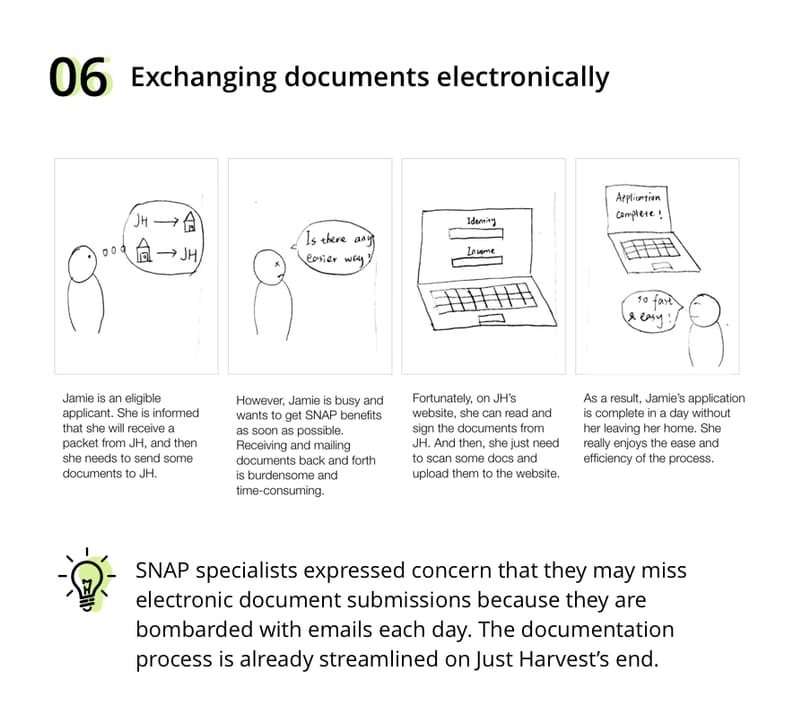 06 Exchanging documents electronically
JH → 
→ JH
Is there any
easier way?
Identity
Income
Application
complete!
so fast
& easy!
Jamie is an eligible
applicant. She is informed
that she will receive a
packet from JH, and then
she needs to send some
documents to JH.
However, Jamie is busy and
wants to get SNAP benefits
as soon as possible.
Receiving and mailing
documents back and forth
is burdensome and
time-consuming.
Fortunately, on JH’s
website, she can read and
sign the documents from
JH. And then, she just need
to scan some docs and
upload them to the website.
As a result, Jamie’s application
is complete in a day without
her leaving her home. She
really enjoys the ease and
efficiency of the process.
SNAP specialists expressed concern that they may miss
electronic document submissions because they are
bombarded with emails each day. The documentation
process is already streamlined on Just Harvest’s end.